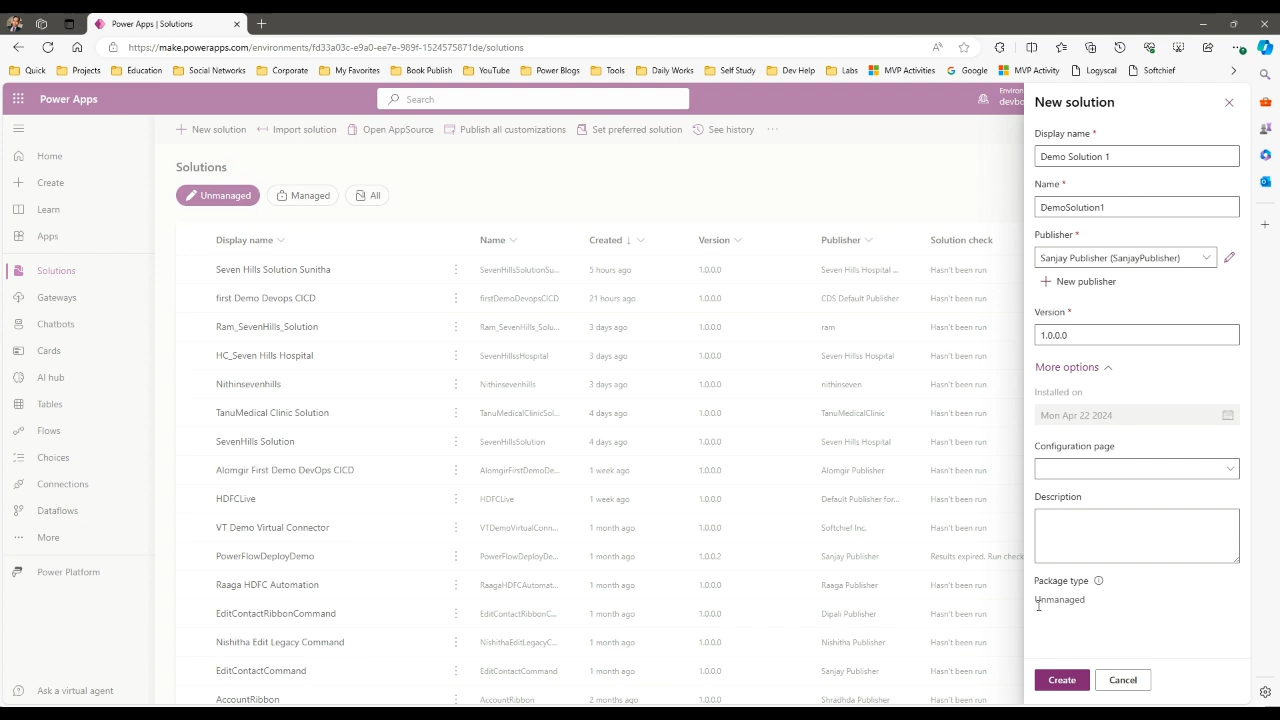 Power Apps | Solutions
https://make.powerapps.com/environments/fd33a03c-e9a0-ee7e-989f-1524575871de/solutions
Quick Projects Education Social Networks Corporate My Favorites Book Publish YouTube Power Blogs Tools Daily Works Self Study Dev Help Labs MVP Activities Google MVP Activity Logyscal Softchief
Power Apps
Search
Environ
devbo
New solution Import solution Open AppSource Publish all customizations Set preferred solution See history
Home
Create
Learn
Apps
Solutions
Gateways
Chatbots
Cards
AI hub
Tables
Flows
Choices
Connections
Dataflows
More
Power Platform
Ask a virtual agent
Solutions
Unmanaged Managed All
Display name Name Created Version Publisher Solution check
Seven Hills Solution Sunitha SevenHillsSolutionSu... 5 hours ago 1.0.0.0 Seven Hills Hospital ... Hasn't been run
first Demo Devops CICD firstDemoDevopsCICD 21 hours ago 1.0.0.0 CDS Default Publisher Hasn't been run
Ram_SevenHills_Solution Ram_SevenHills_Solu... 3 days ago 1.0.0.0 ram Hasn't been run
HC_Seven Hills Hospital SevenHillssHospital 3 days ago 1.0.0.0 Seven Hillss Hospital Hasn't been run
Nithinsevenhills Nithinsevenhills 3 days ago 1.0.0.0 nithinseven Hasn't been run
TanuMedical Clinic Solution TanuMedicalClinicSol... 4 days ago 1.0.0.0 TanuMedicalClinic Hasn't been run
SevenHills Solution SevenHillsSolution 4 days ago 1.0.0.0 Seven Hills Hospital Hasn't been run
Alomgir First Demo DevOps CICD AlomgirFirstDemoDe... 1 week ago 1.0.0.0 Alomgir Publisher Hasn't been run
HDFCLive HDFCLive 1 week ago 1.0.0.0 Default Publisher for... Hasn't been run
VT Demo Virtual Connector VTDemoVirtualConn... 1 month ago 1.0.0.0 Softchief Inc. Hasn't been run
PowerFlowDeployDemo PowerFlowDeployDe... 1 month ago 1.0.0.2 Sanjay Publisher Results expired. Run check
Raaga HDFC Automation RaagaHDFCAutomat... 1 month ago 1.0.0.0 Raaga Publisher Hasn't been run
EditContactRibbonCommand EditContactRibbonC... 1 month ago 1.0.0.0 Dipali Publisher Hasn't been run
Nishitha Edit Legacy Command NishithaEditLegacyC... 1 month ago 1.0.0.0 Nishitha Publisher Hasn't been run
EditContactCommand EditContactCommand 1 month ago 1.0.0.0 Sanjay Publisher Hasn't been run
AccountRibbon AccountRibbon 2 months ago 1.0.0.0 Shradhda Publisher Hasn't been run
New solution
Display name *
Demo Solution 1
Name *
DemoSolution1
Publisher *
Sanjay Publisher (SanjayPublisher)
New publisher
Version *
1.0.0.0
More options
Installed on
Mon Apr 22 2024
Configuration page
Description
Package type
Unmanaged
Create Cancel